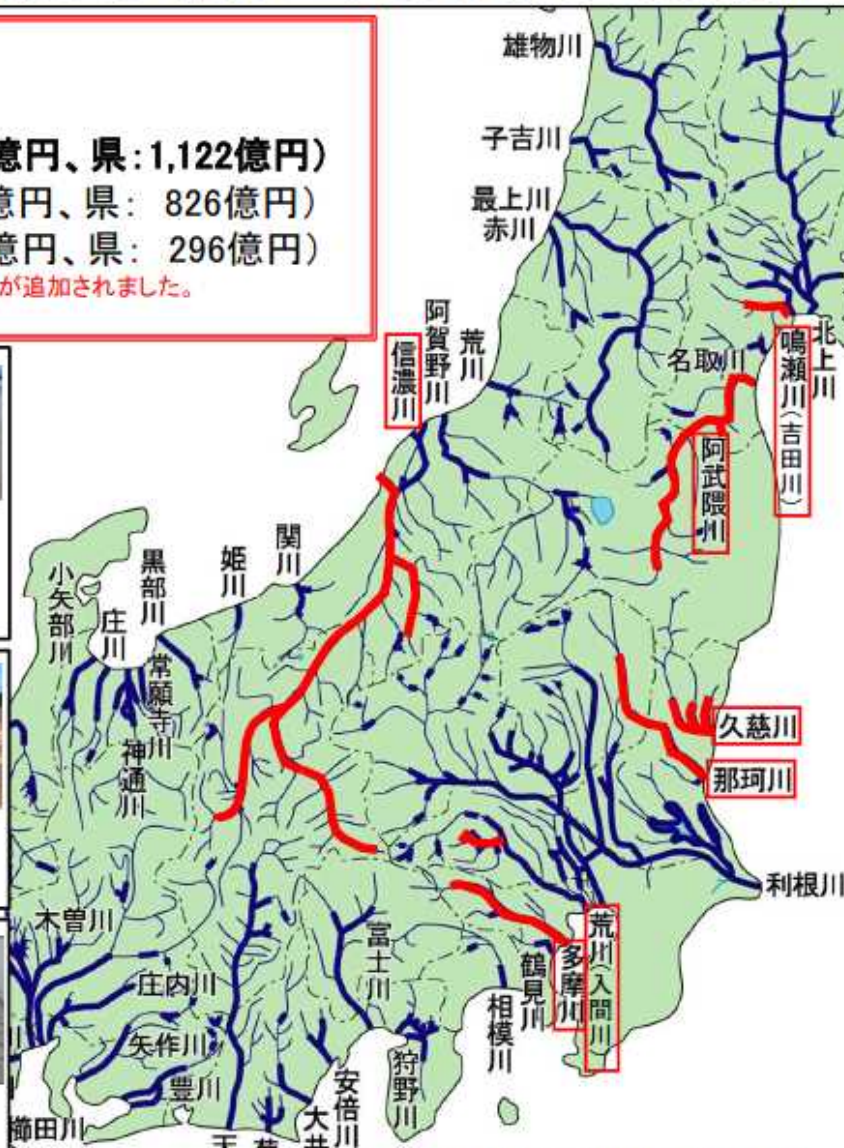 億円、県:1,122億円)
億円、県: 826億円)
億円、県: 296億円)
が追加されました。
雄物川
子吉川
最上川
赤川
荒川
阿賀野川
信濃川
名取川
北上川
鳴瀬川(吉田川)
阿武隈川
関川
姫川
黒部川
小矢部川
庄川
常願寺川
神通川
久慈川
那珂川
利根川
荒川(入間川)
多摩川
鶴見川
相模川
富士川
狩野川
安倍川
大井
木曽川
庄内川
矢作川
豊川
櫛田川
川
天